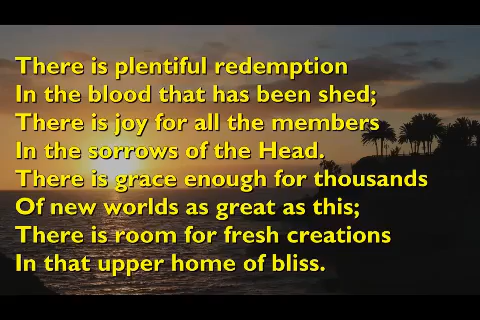 There is plentiful redemption
In the blood that has been shed;
There is joy for all the members
In the sorrows of the Head.
There is grace enough for thousands
Of new worlds as great as this;
There is room for fresh creations
In that upper home of bliss.